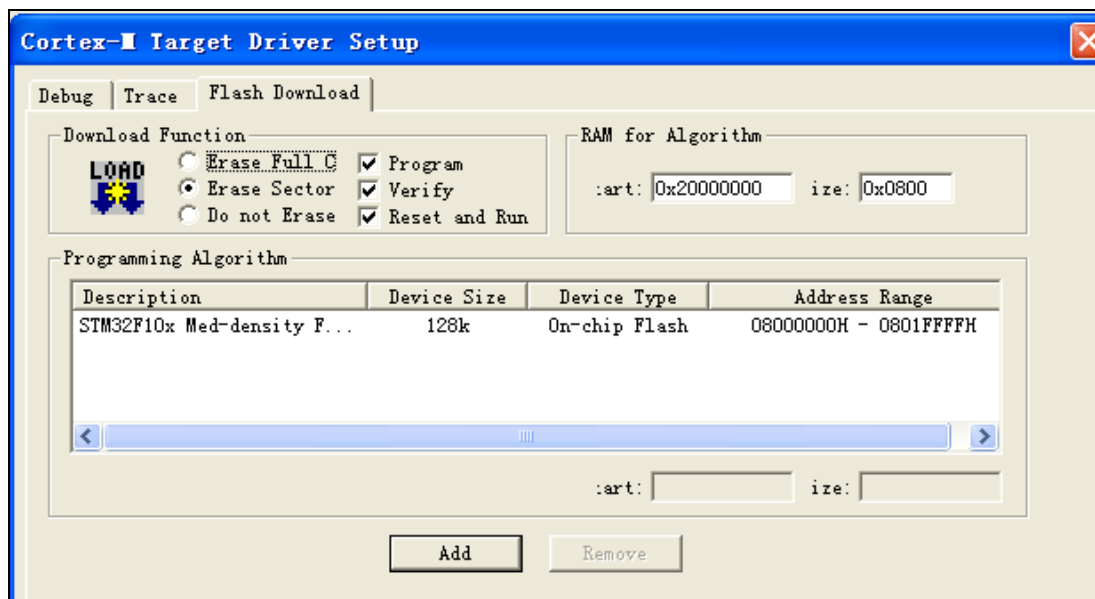 Cortex-M Target Driver Setup
Debug Trace Flash Download
Download Function
LOAD
Erase Full C
Erase Sector
Do not Erase
Program
Verify
Reset and Run
RAM for Algorithm
:art: 0x20000000 ize: 0x0800
Programming Algorithm
Description Device Size Device Type Address Range
STM32F10x Med-density F... 128k On-chip Flash 08000000H - 0801FFFFH
:art: ize:
Add Remove